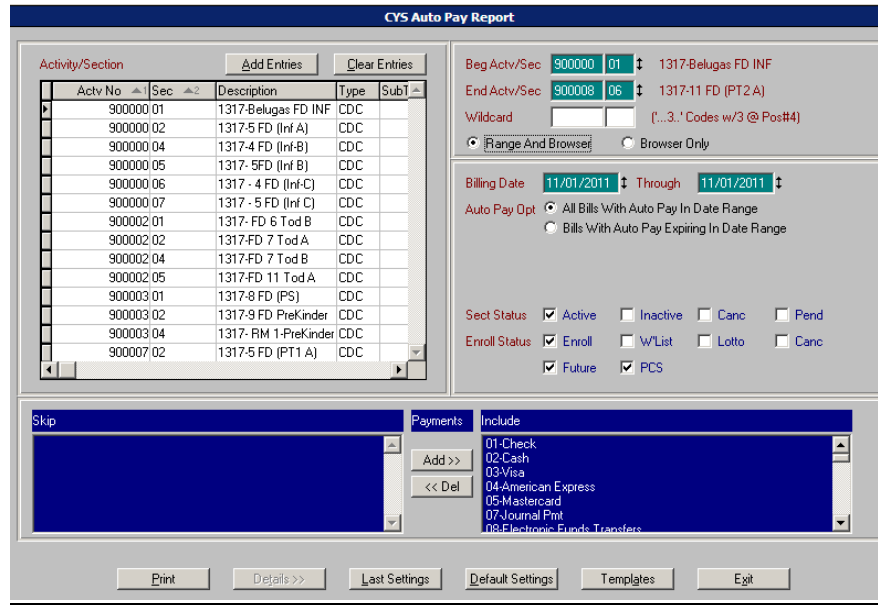 CYS Auto Pay Report
Activity/Section Add Entries Clear Entries
Actv No 1 Sec 2 Description Type SubT
900000 01 1317-Belugas FD INF CDC
900000 02 1317-5 FD (Inf A) CDC
900000 04 1317-4 FD (Inf-B) CDC
900000 05 1317- 5FD (Inf B) CDC
900000 06 1317 - 4 FD (Inf-C) CDC
900000 07 1317 - 5 FD (Inf C) CDC
900002 01 1317- FD 6 Tod B CDC
900002 02 1317-FD 7 Tod A CDC
900002 04 1317-FD 7 Tod B CDC
900002 05 1317-FD 11 Tod A CDC
900003 01 1317-8 FD (PS) CDC
900003 02 1317-9 FD PreKinder CDC
900003 04 1317- RM 1-PreKinder CDC
900007 02 1317-5 FD (PT1 A) CDC
Beg Actv/Sec 900000 01 1317-Belugas FD INF
End Actv/Sec 900008 06 1317-11 FD (PT2 A)
Wildcard ('...3..' Codes w/3 @ Pos#4)
Range And Browser Browser Only
Billing Date 11/01/2011 Through 11/01/2011
Auto Pay Opt All Bills With Auto Pay In Date Range
Bills With Auto Pay Expiring In Date Range
Sect Status Active Inactive Canc Pend
Enroll Status Enroll W'List Lotto Canc
Future PCS
Skip Payments Include
Add >>
<< Del
01-Check
02-Cash
03-Visa
04-American Express
05-Mastercard
07-Journal Pmt
08-Electronic Funds Transfers
Print Details >> Last Settings Default Settings Templates Exit